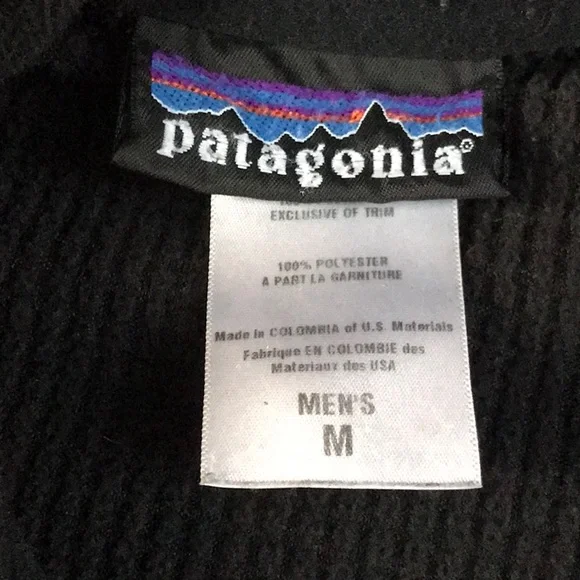 patagonia®
EXCLUSIVE OF TRIM
100% POLYESTER
A PART LA GARNITURE
Made in COLOMBIA of U.S. Materials
Fabrique EN COLOMBIE des
Materiaux des USA
MEN'S
M